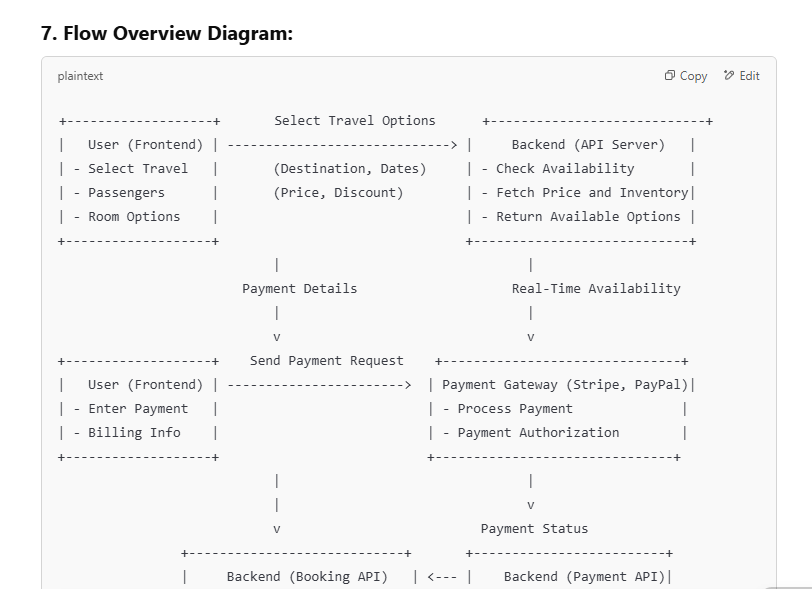 7. Flow Overview Diagram:
plaintext Copy Edit
+-------------------+       Select Travel Options      +----------------------------+
|   User (Frontend) | -----------------------------> |     Backend (API Server)   |
| - Select Travel   |       (Destination, Dates)     | - Check Availability       |
| - Passengers      |       (Price, Discount)        | - Fetch Price and Inventory|
| - Room Options    |                                | - Return Available Options |
+-------------------+                                +----------------------------+
                            |                                |
                        Payment Details                    Real-Time Availability
                            |                                |
                            v                                v
+-------------------+    Send Payment Request    +-------------------------------+
|   User (Frontend) | -----------------------> | Payment Gateway (Stripe, PayPal)|
| - Enter Payment   |                           | - Process Payment              |
| - Billing Info    |                           | - Payment Authorization        |
+-------------------+                           +-------------------------------+
                            |                                |
                            |                                v
                            v                          Payment Status
                +----------------------------+       +-------------------------+
                |     Backend (Booking API)   | <--- |    Backend (Payment API)|